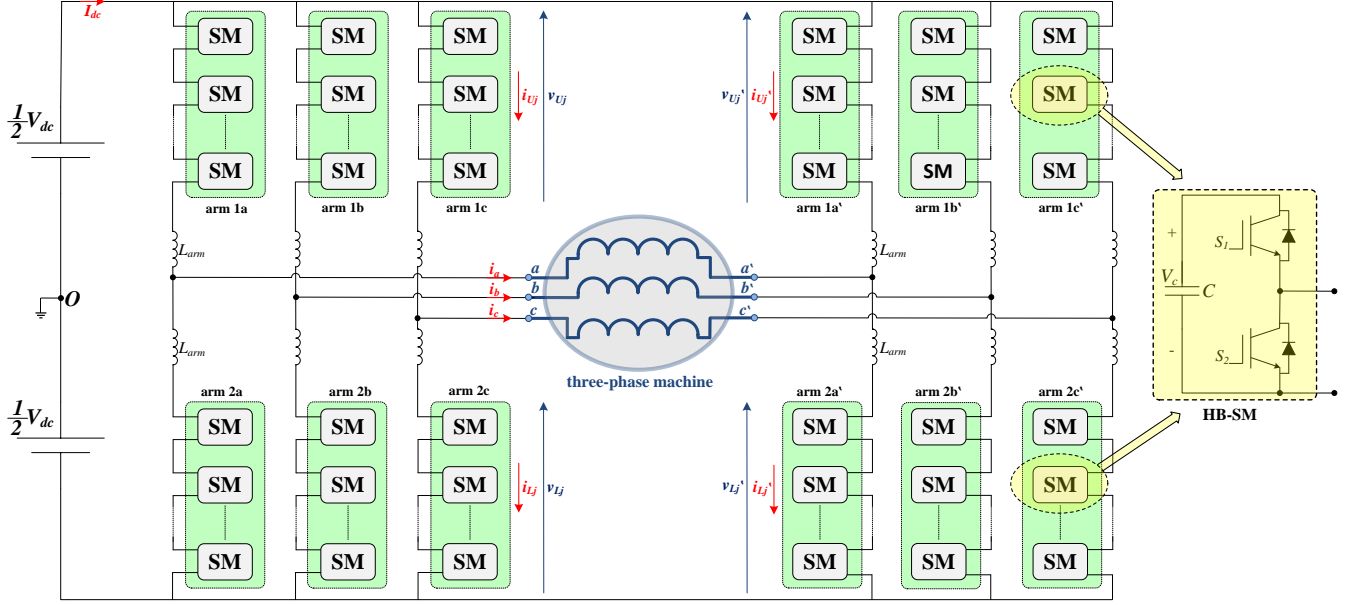 I_dc
SM SM SM SM SM SM
SM SM SM i_Uj v_Uj v_Uj‵ i_Uj‵ SM SM SM
1/2 V_dc
SM SM SM SM SM SM
arm 1a arm 1b arm 1c arm 1a‵ arm 1b‵ arm 1c‵
L_arm L_arm
+ S_1
i_a a a‵
i_b b b‵
V_c C
O
i_c c c‵
L_arm L_arm
- S_2
three-phase machine
arm 2a arm 2b arm 2c arm 2a‵ arm 2b‵ arm 2c‵
HB-SM
1/2 V_dc
SM SM SM SM SM SM
SM SM SM i_Lj v_Lj v_Lj‵ i_Lj‵ SM SM SM
SM SM SM SM SM SM